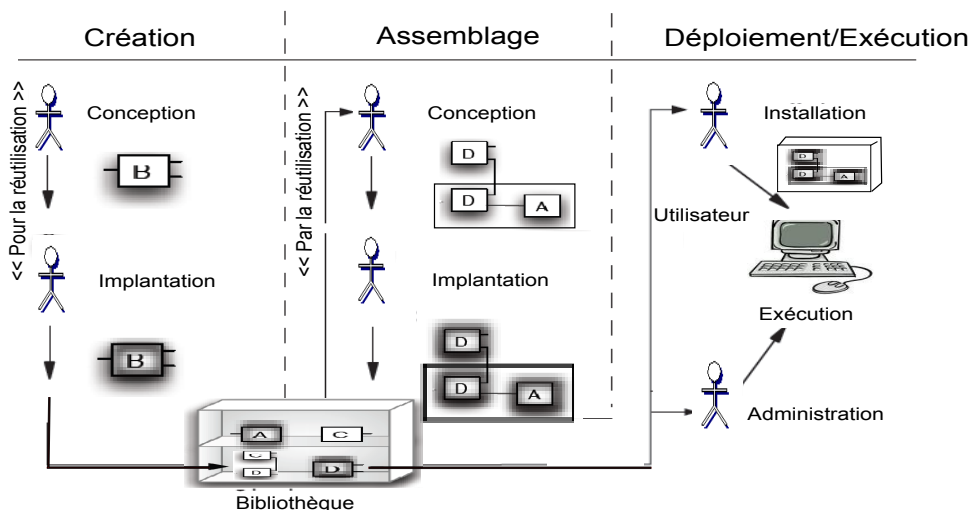 Création
Assemblage
Déploiement/Exécution
<< Pour la réutilisation >>
Conception
B
Implantation
B
<< Par la réutilisation >>
Conception
D
D
A
Implantation
D
D
A
A
C
C
D
D
Bibliothèque
Installation
D
D
A
Utilisateur
Exécution
Administration